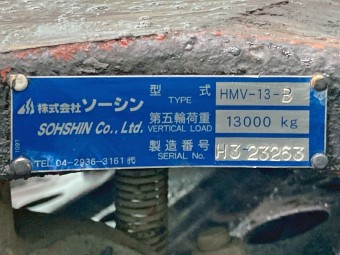 株式会社ソーシン
SOHSHIN Co., Ltd.
TEL 04-2936-3161 代
型式 HMV-13-B
TYPE
第五輪荷重 13000 kg
VERTICAL LOAD
製造番号 H3-23263
SERIAL No.